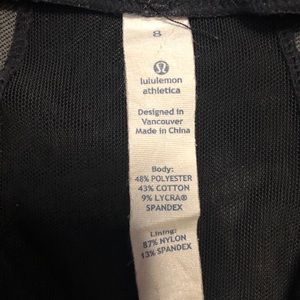 8
lululemon
athletica
Designed in
Vancouver
Made in China
Body:
48% POLYESTER
43% COTTON
9% LYCRA®
SPANDEX
Lining:
87% NYLON
13% SPANDEX